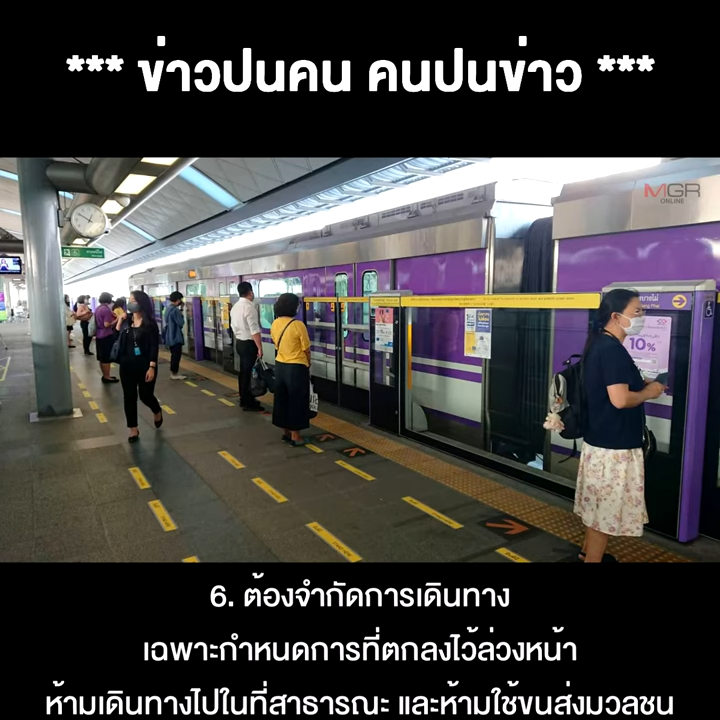 *** ข่าวปนคน คนปนข่าว ***
MGR
ONLINE
10%
6. ต้องจำกัดการเดินทาง
เฉพาะกำหนดการที่ตกลงไว้ล่วงหน้า
ห้ามเดินทางไปในที่สาธารณะ และห้ามใช้ขนส่งมวลชน